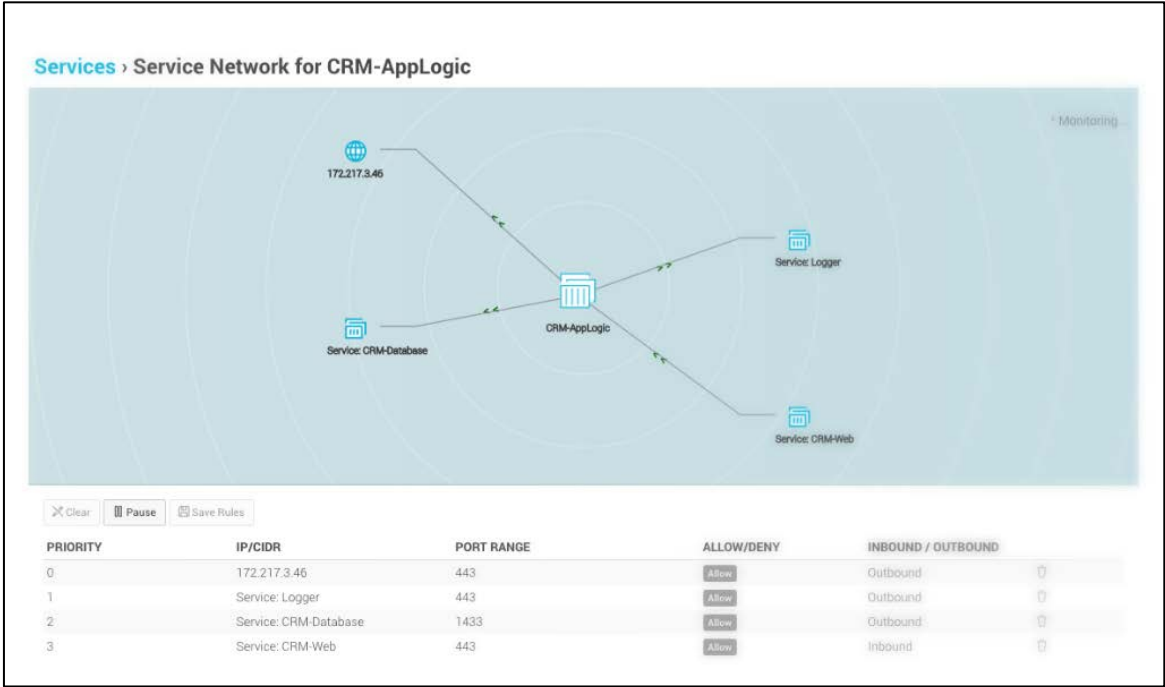 Services › Service Network for CRM-AppLogic
Monitoring...
172.217.3.46
Service: Logger
CRM-AppLogic
Service: CRM-Database
Service: CRM-Web
Clear Pause Save Rules
PRIORITY IP/CIDR PORT RANGE ALLOW/DENY INBOUND / OUTBOUND
0 172.217.3.46 443 Allow Outbound
1 Service: Logger 443 Allow Outbound
2 Service: CRM-Database 1433 Allow Outbound
3 Service: CRM-Web 443 Allow Inbound